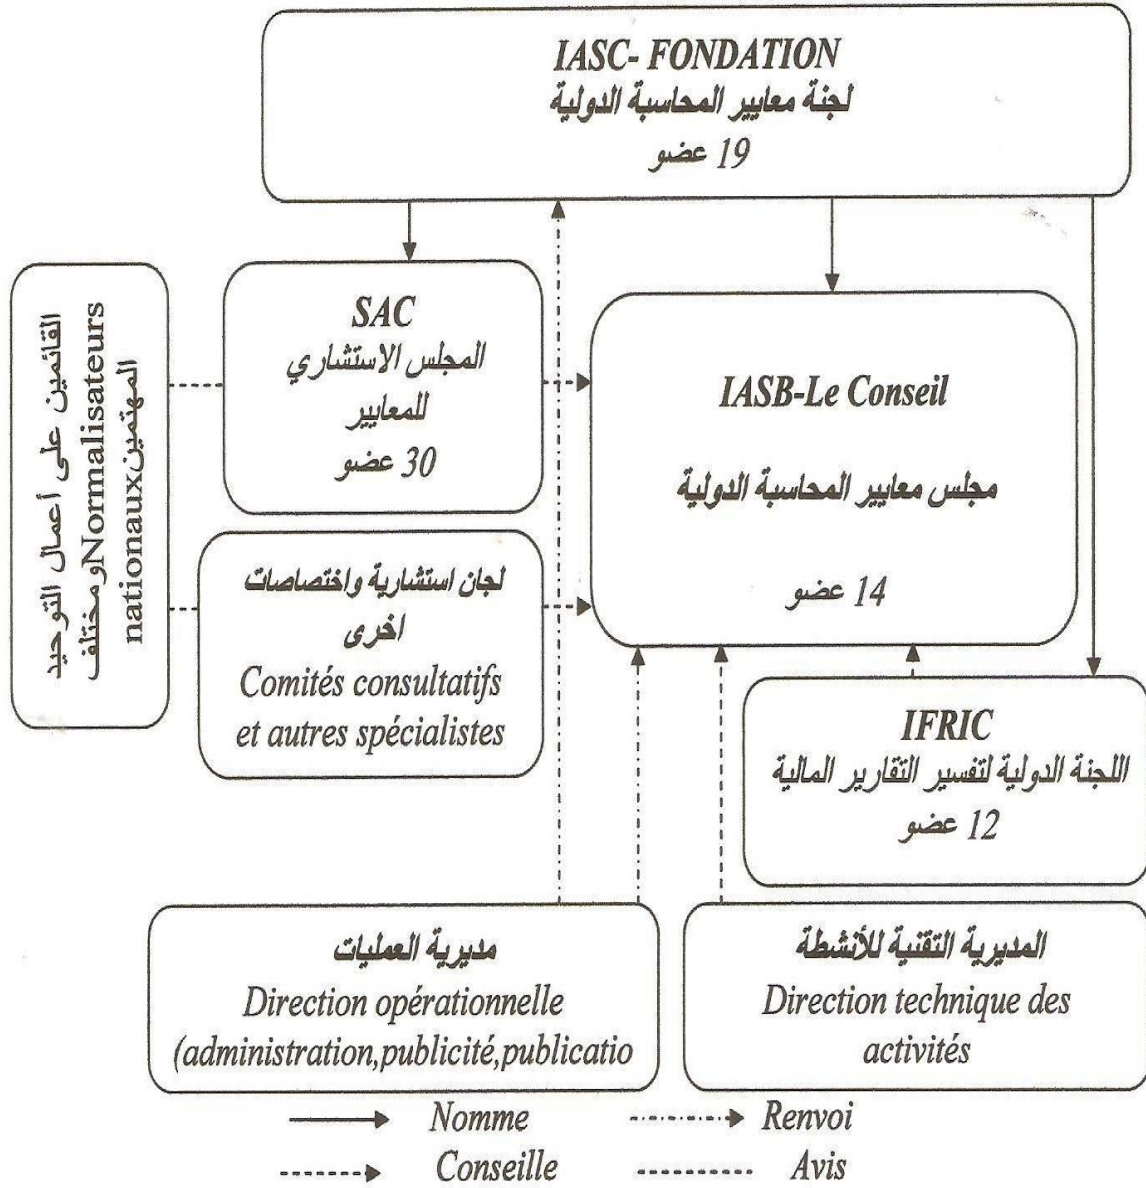 IASC- FONDATION
لجنة معايير المحاسبة الدولية
19 عضو
القائمين على أعمال التوحيد
Normalisateursومختلف
المهتمينnationaux
SAC
المجلس الاستشاري
للمعايير
30 عضو
IASB-Le Conseil
مجلس معايير المحاسبة الدولية
14 عضو
لجان استشارية واختصاصات
اخرى
Comités consultatifs
et autres spécialistes
IFRIC
اللجنة الدولية لتفسير التقارير المالية
12 عضو
مديرية العمليات
Direction opérationnelle
(administration,publicité,publicatio
المديرية التقنية للأنشطة
Direction technique des
activités
Nomme
Renvoi
Conseille
Avis